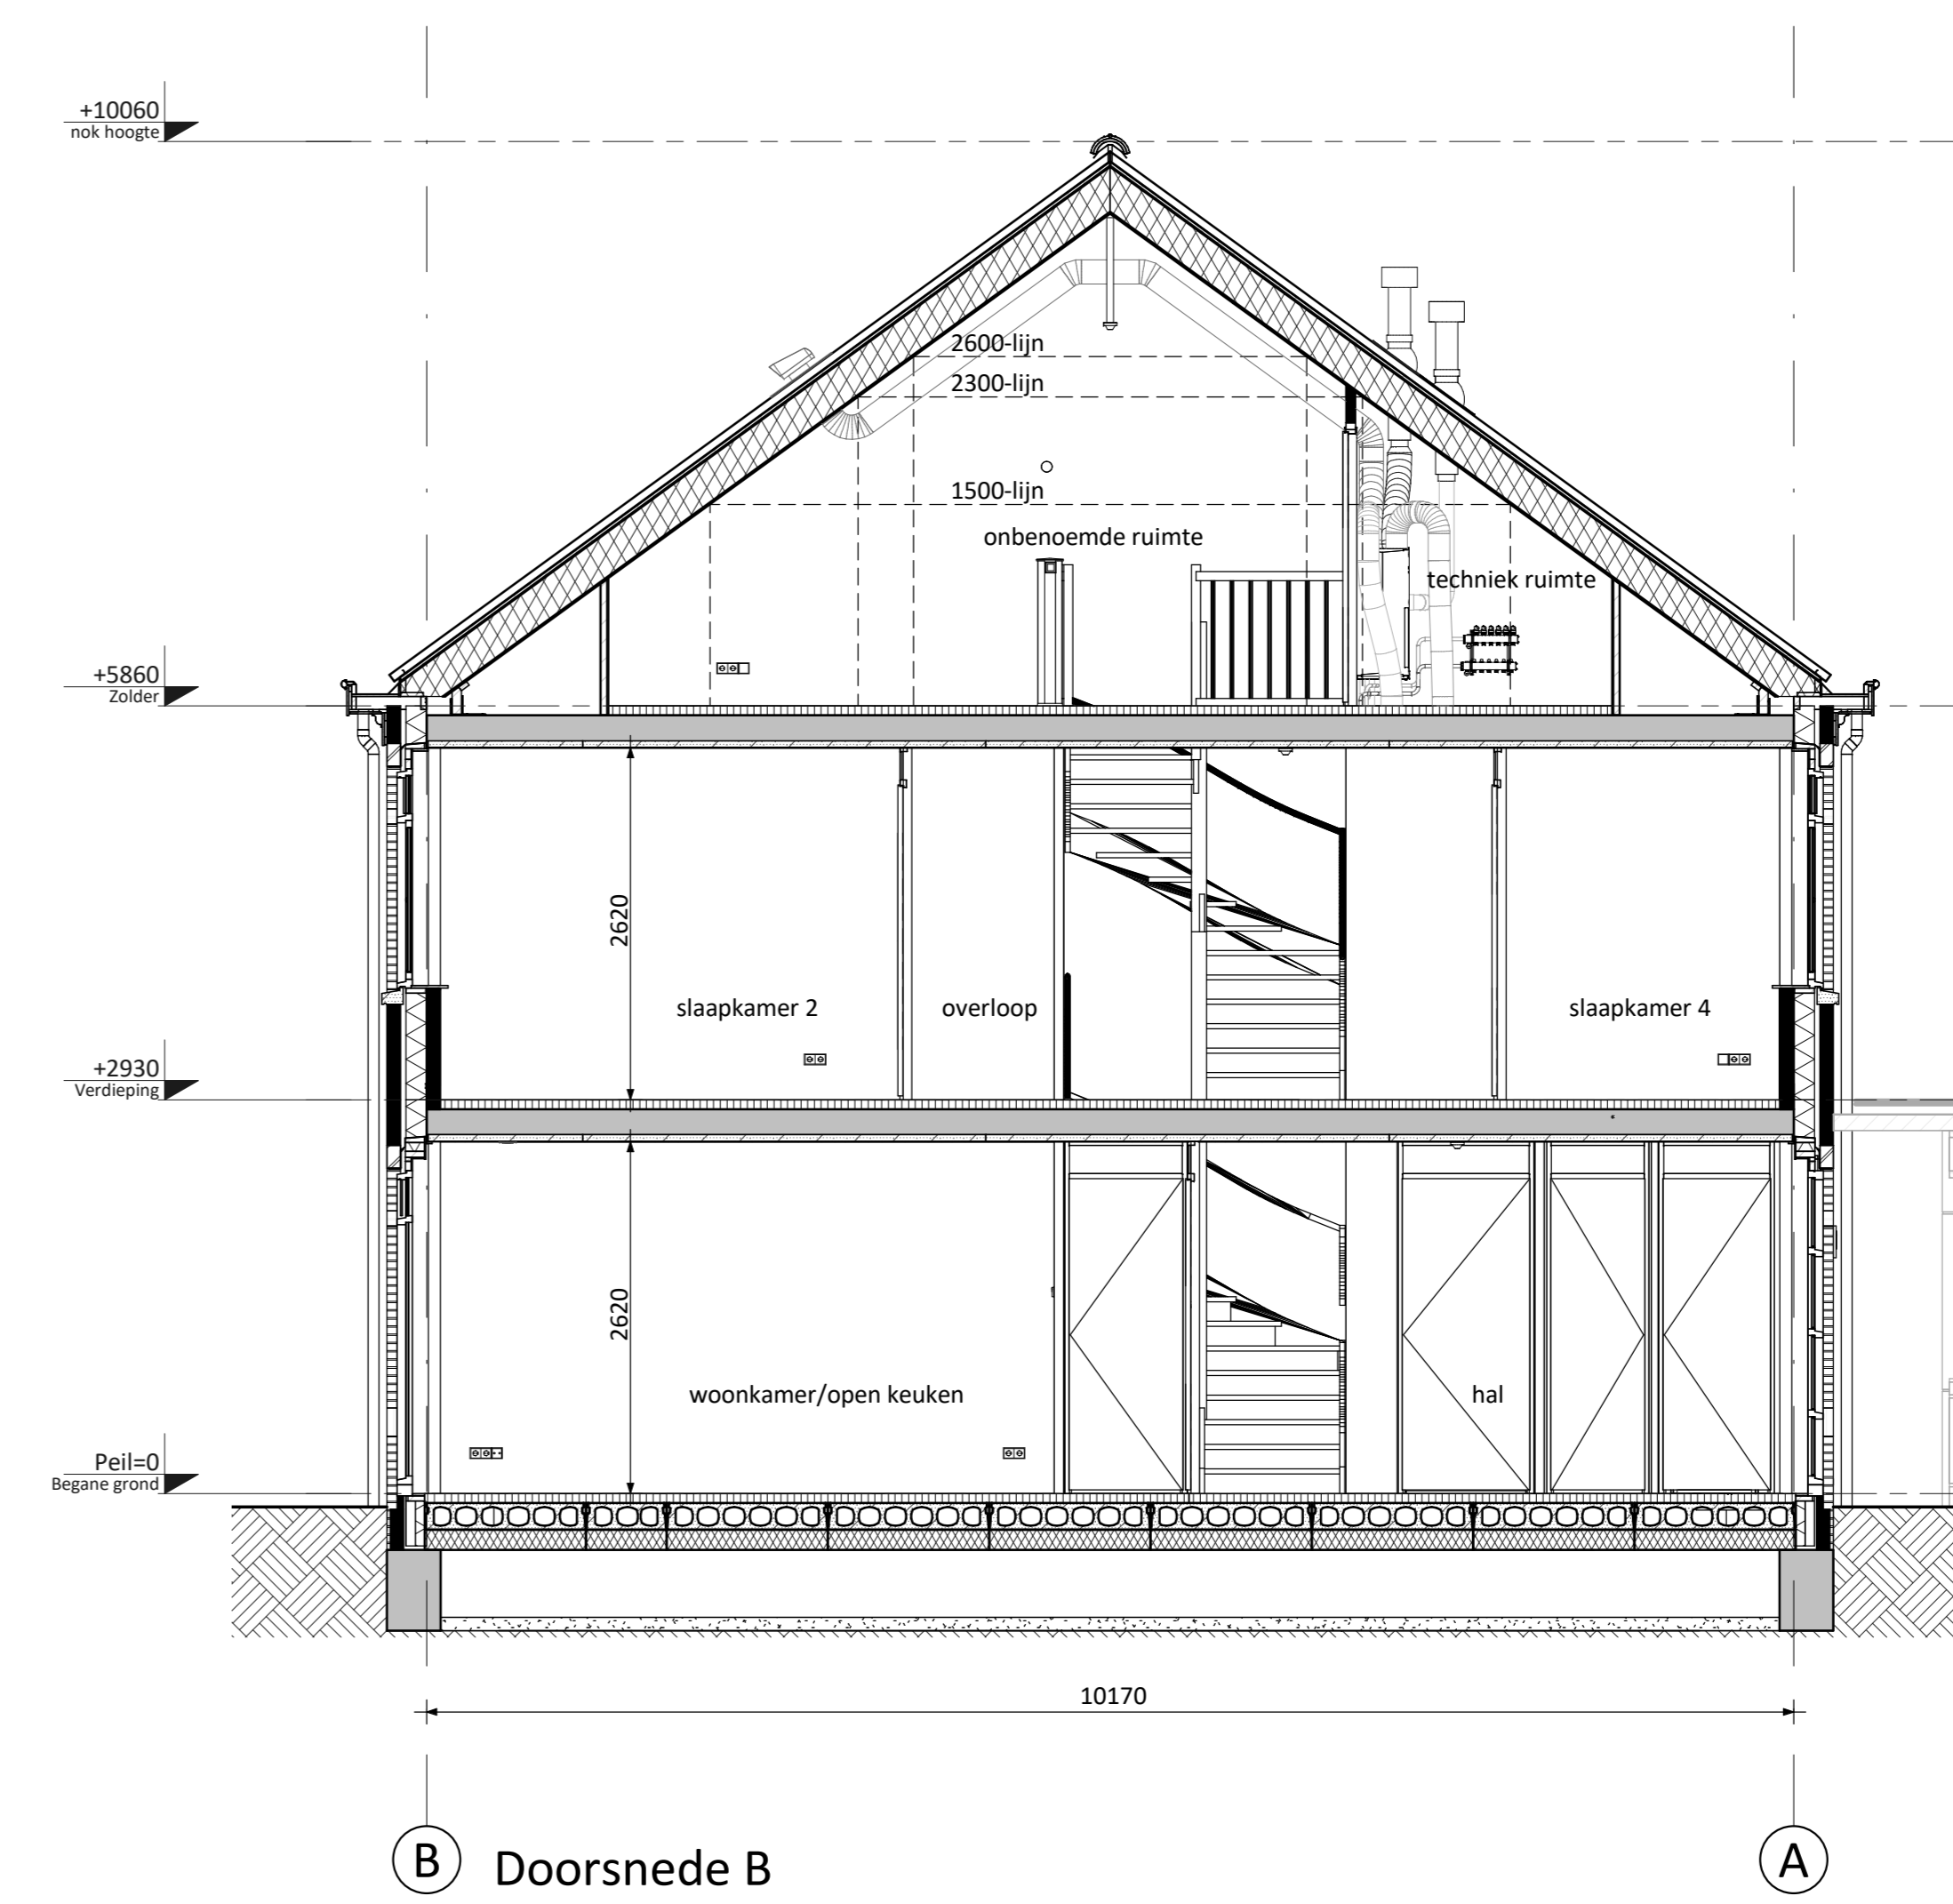 +10060
nok hoogte
2600-lijn
2300-lijn
1500-lijn
onbenoemde ruimte
techniek ruimte
+5860
Zolder
2620
slaapkamer 2
overloop
slaapkamer 4
+2930
Verdieping
2620
woonkamer/open keuken
hal
Peil=0
Begane grond
10170
B
Doorsnede B
A